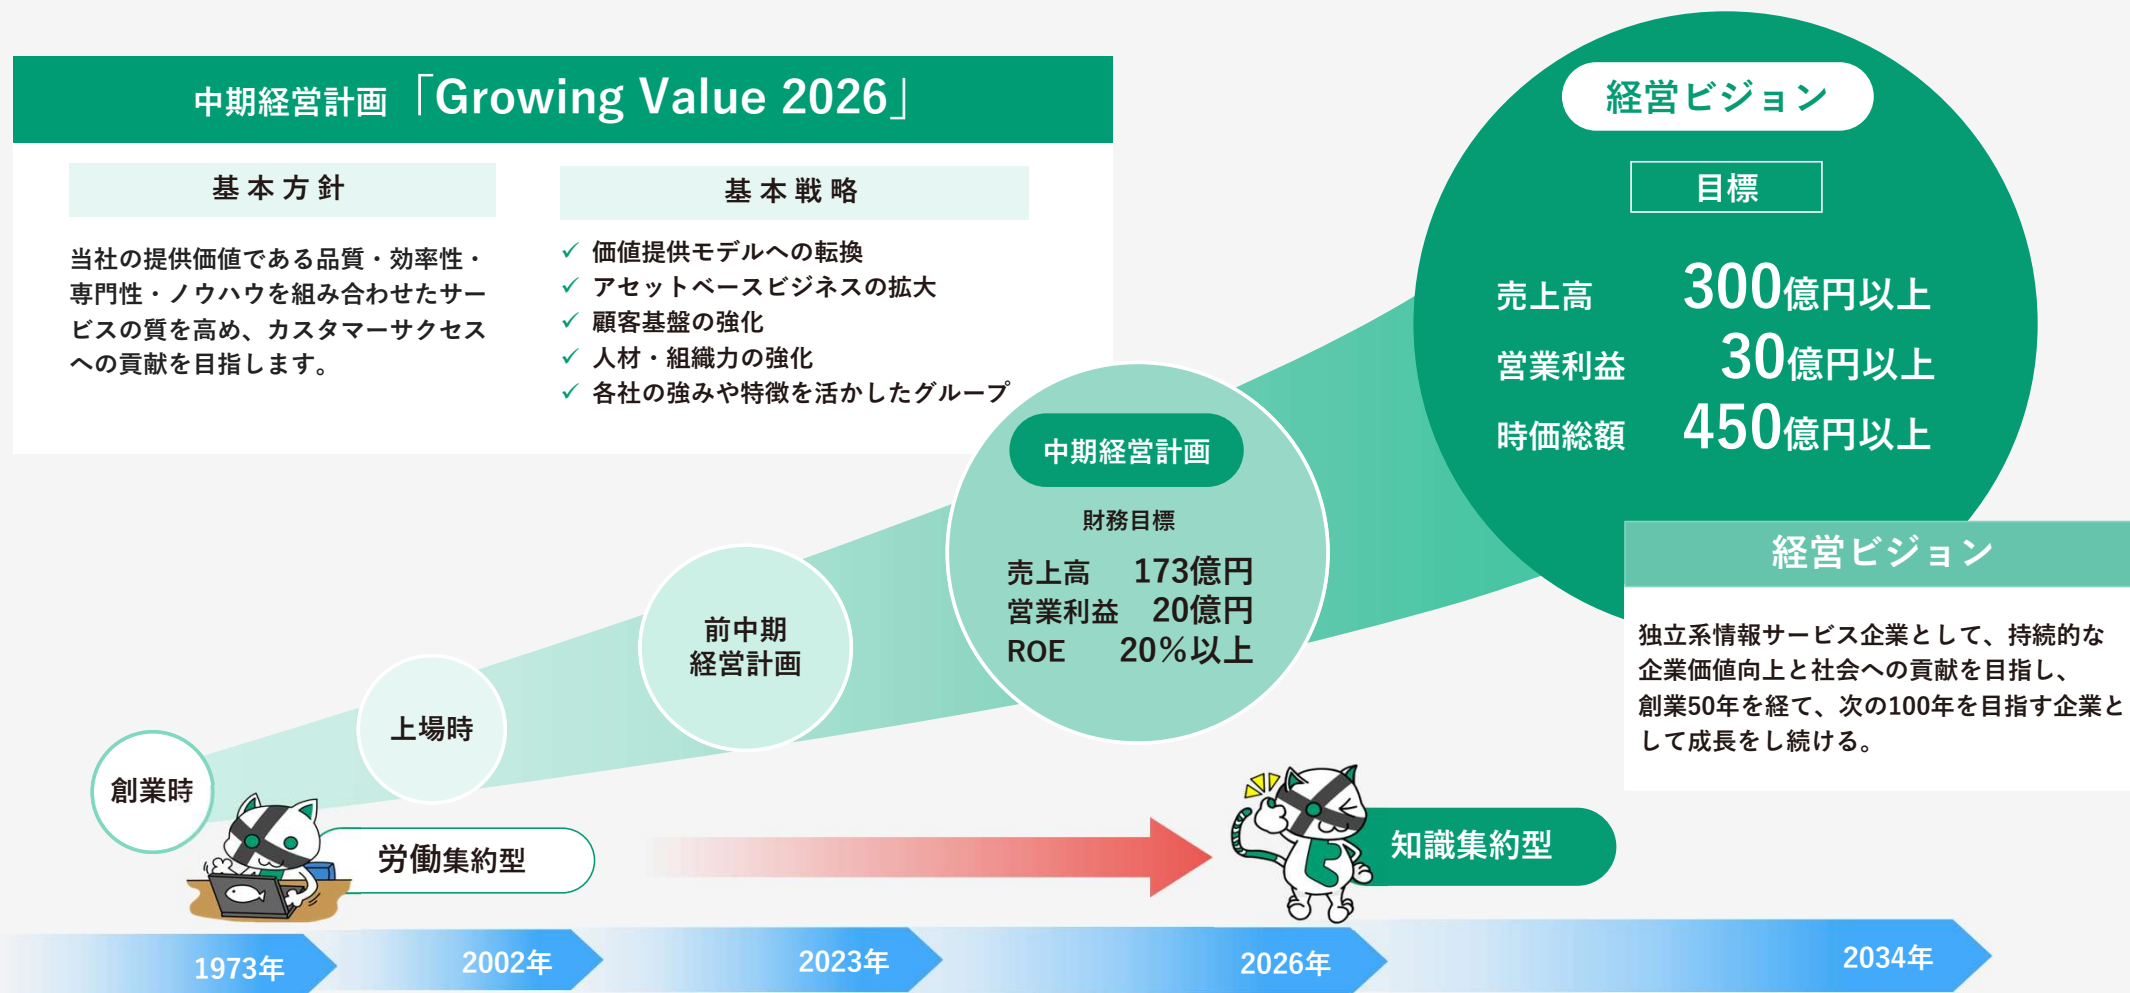 中期経営計画「Growing Value 2026」
基本方針
当社の提供価値である品質・効率性・
専門性・ノウハウを組み合わせたサー
ビスの質を高め、カスタマーサクセス
への貢献を目指します。
基本戦略
✓ 価値提供モデルへの転換
✓ アセットベースビジネスの拡大
✓ 顧客基盤の強化
✓ 人材・組織力の強化
✓ 各社の強みや特徴を活かしたグループ
経営ビジョン
目標
売上高 300億円以上
営業利益 30億円以上
時価総額 450億円以上
経営ビジョン
独立系情報サービス企業として、持続的な
企業価値向上と社会への貢献を目指し、
創業50年を経て、次の100年を目指す企業と
して成長をし続ける。
中期経営計画
財務目標
売上高 173億円
営業利益 20億円
ROE 20%以上
前中期
経営計画
上場時
創業時
労働集約型
知識集約型
1973年
2002年
2023年
2026年
2034年